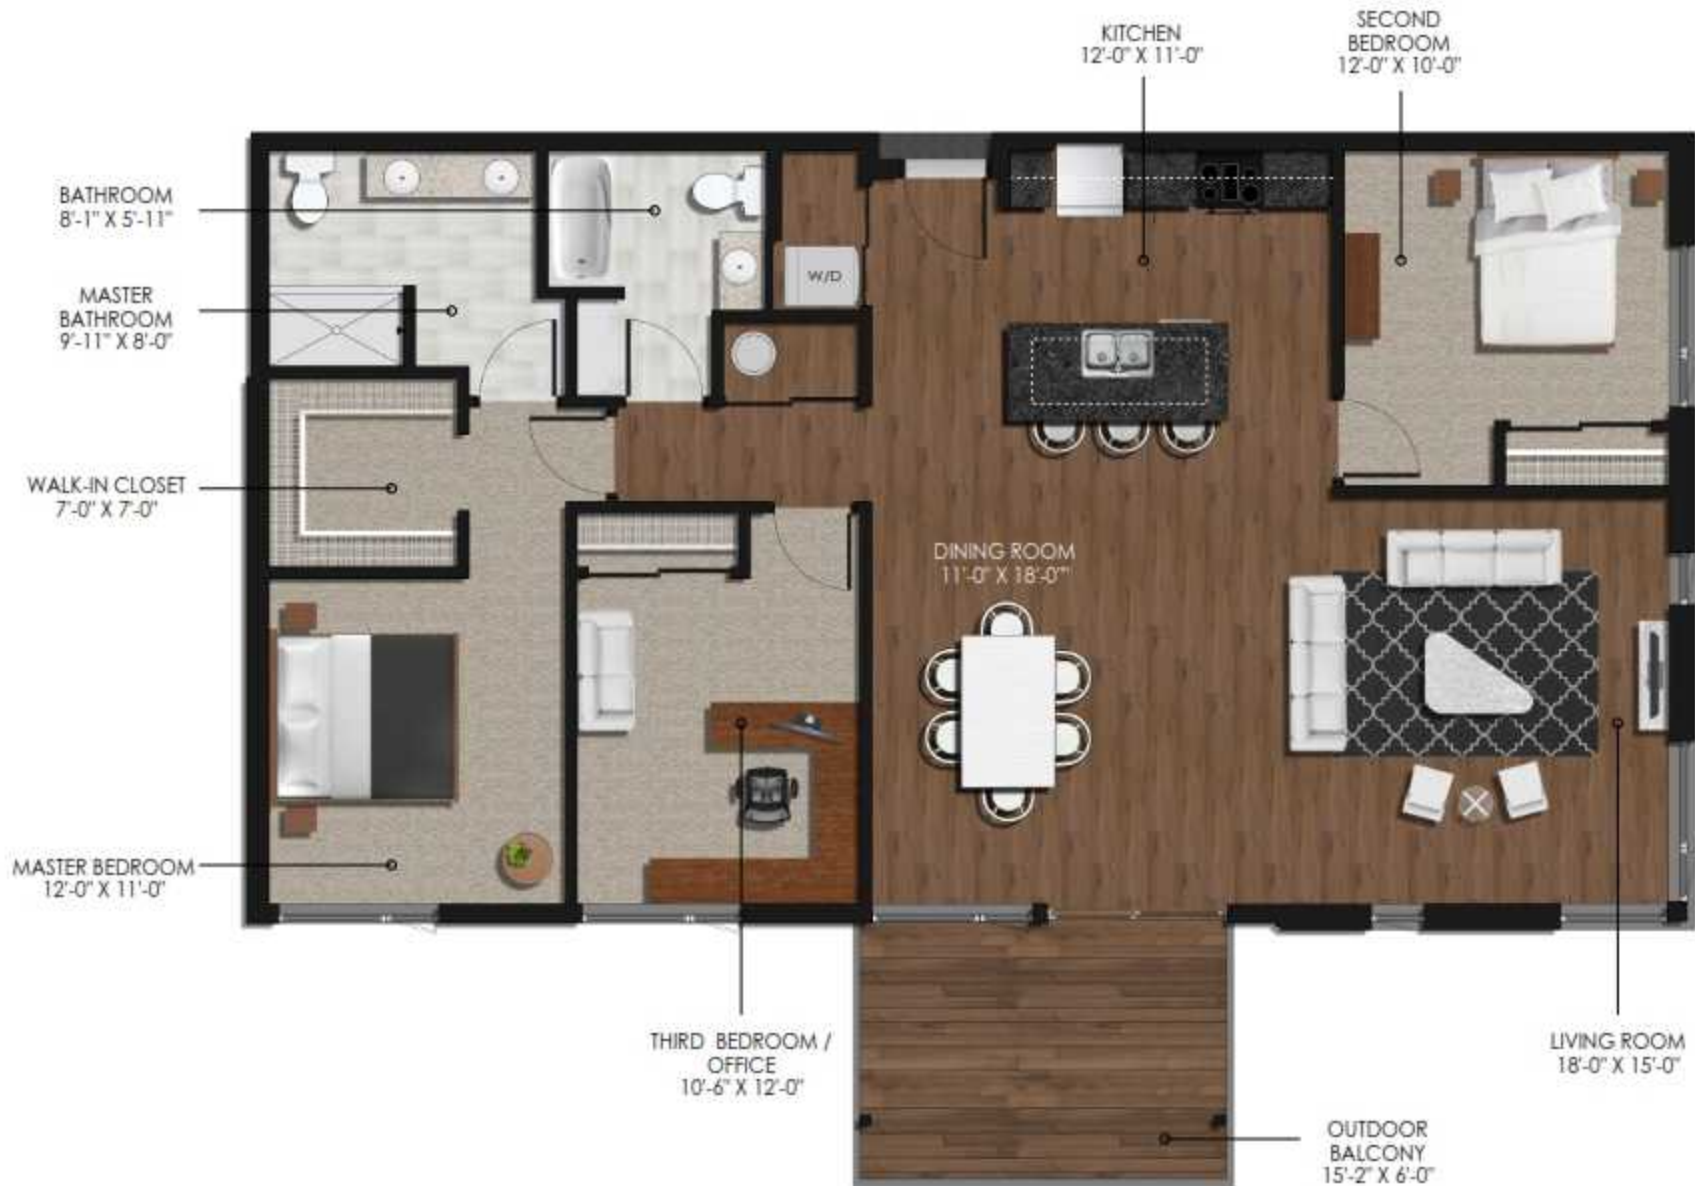 KITCHEN
12'-0" X 11'-0"
SECOND
BEDROOM
12'-0" X 10'-0"
BATHROOM
8'-1" X 5'-11"
MASTER
BATHROOM
9'-11" X 8'-0"
W/D
WALK-IN CLOSET
7'-0" X 7'-0"
DINING ROOM
11'-0" X 18'-0""
MASTER BEDROOM
12'-0" X 11'-0"
THIRD BEDROOM /
OFFICE
10'-6" X 12'-0"
LIVING ROOM
18'-0" X 15'-0"
OUTDOOR
BALCONY
15'-2" X 6'-0"